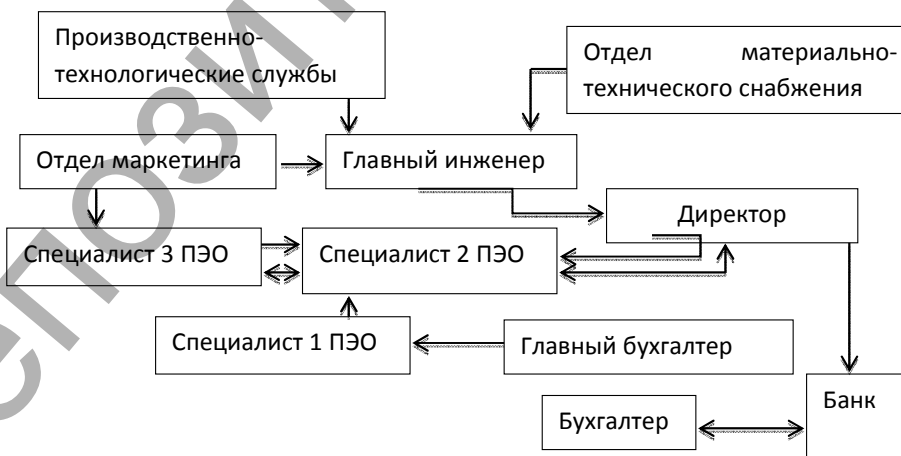 Производственно-
технологические службы
Отдел материально-
технического снабжения
Отдел маркетинга
Главный инженер
Директор
Специалист 3 ПЭО
Специалист 2 ПЭО
Специалист 1 ПЭО
Главный бухгалтер
Банк
Бухгалтер